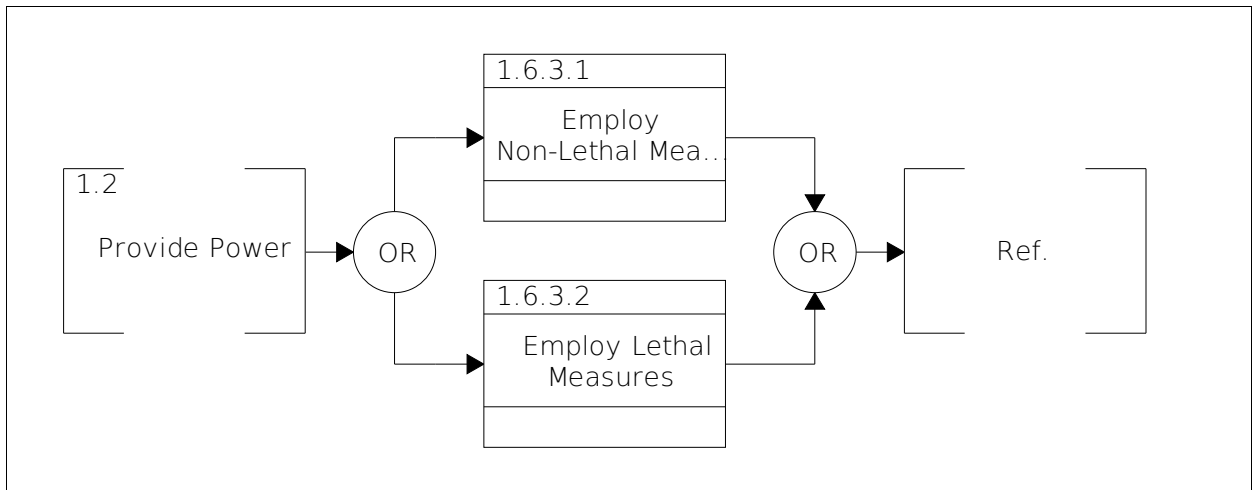 1.2
Provide Power
OR
1.6.3.1
Employ
Non-Lethal Mea...
1.6.3.2
Employ Lethal
Measures
OR
Ref.